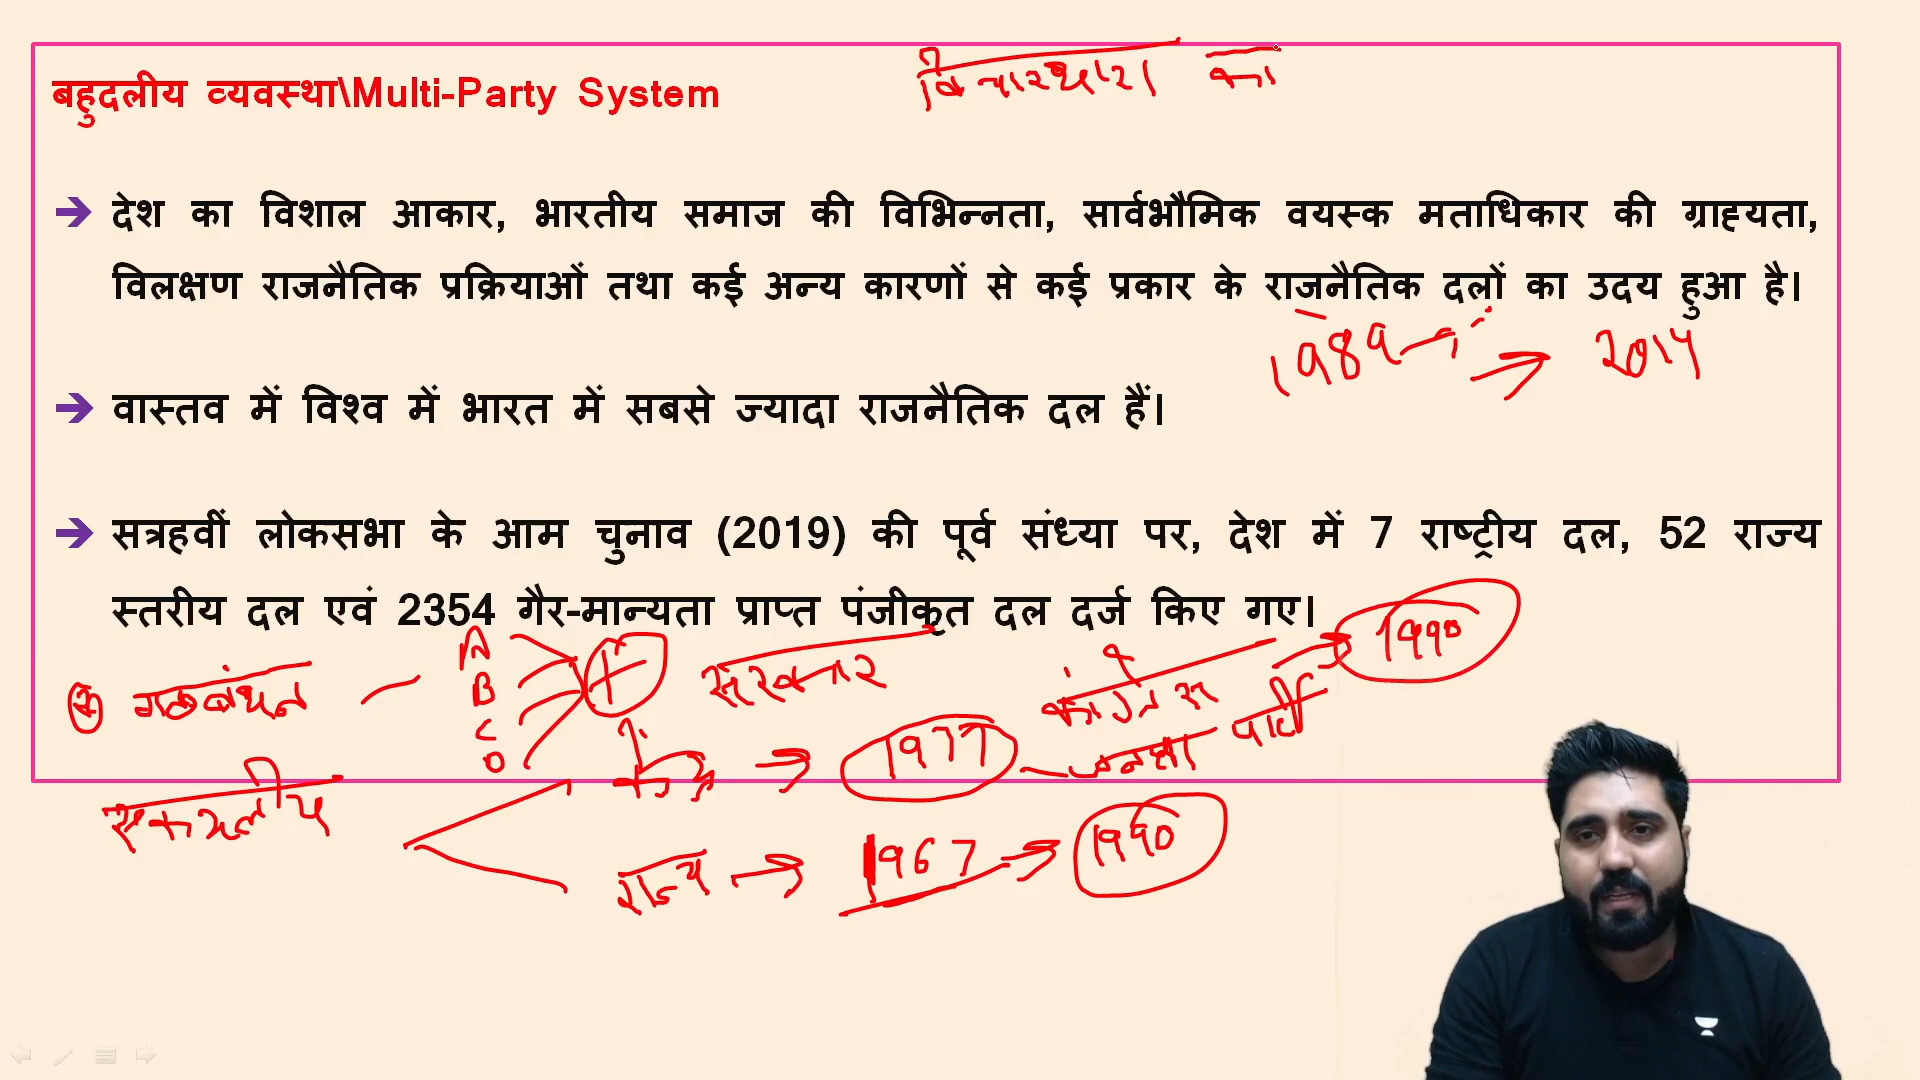 विचारधारा का
बहुदलीय व्यवस्था\Multi-Party System
देश का विशाल आकार, भारतीय समाज की विभिन्नता, सार्वभौमिक वयस्क मताधिकार की ग्राह्यता,
विलक्षण राजनैतिक प्रक्रियाओं तथा कई अन्य कारणों से कई प्रकार के राजनैतिक दलों का उदय हुआ है।
1989 → 2014
वास्तव में विश्व में भारत में सबसे ज्यादा राजनैतिक दल हैं।
सत्रहवीं लोकसभा के आम चुनाव (2019) की पूर्व संध्या पर, देश में 7 राष्ट्रीय दल, 52 राज्य
स्तरीय दल एवं 2354 गैर-मान्यता प्राप्त पंजीकृत दल दर्ज किए गए।
गठबंधन — A B C D + सरकार
कांग्रेस → 1990
केंद्र → 1977 — जनता पार्टी
एकदलीय
राज्य → 1967 → 1990